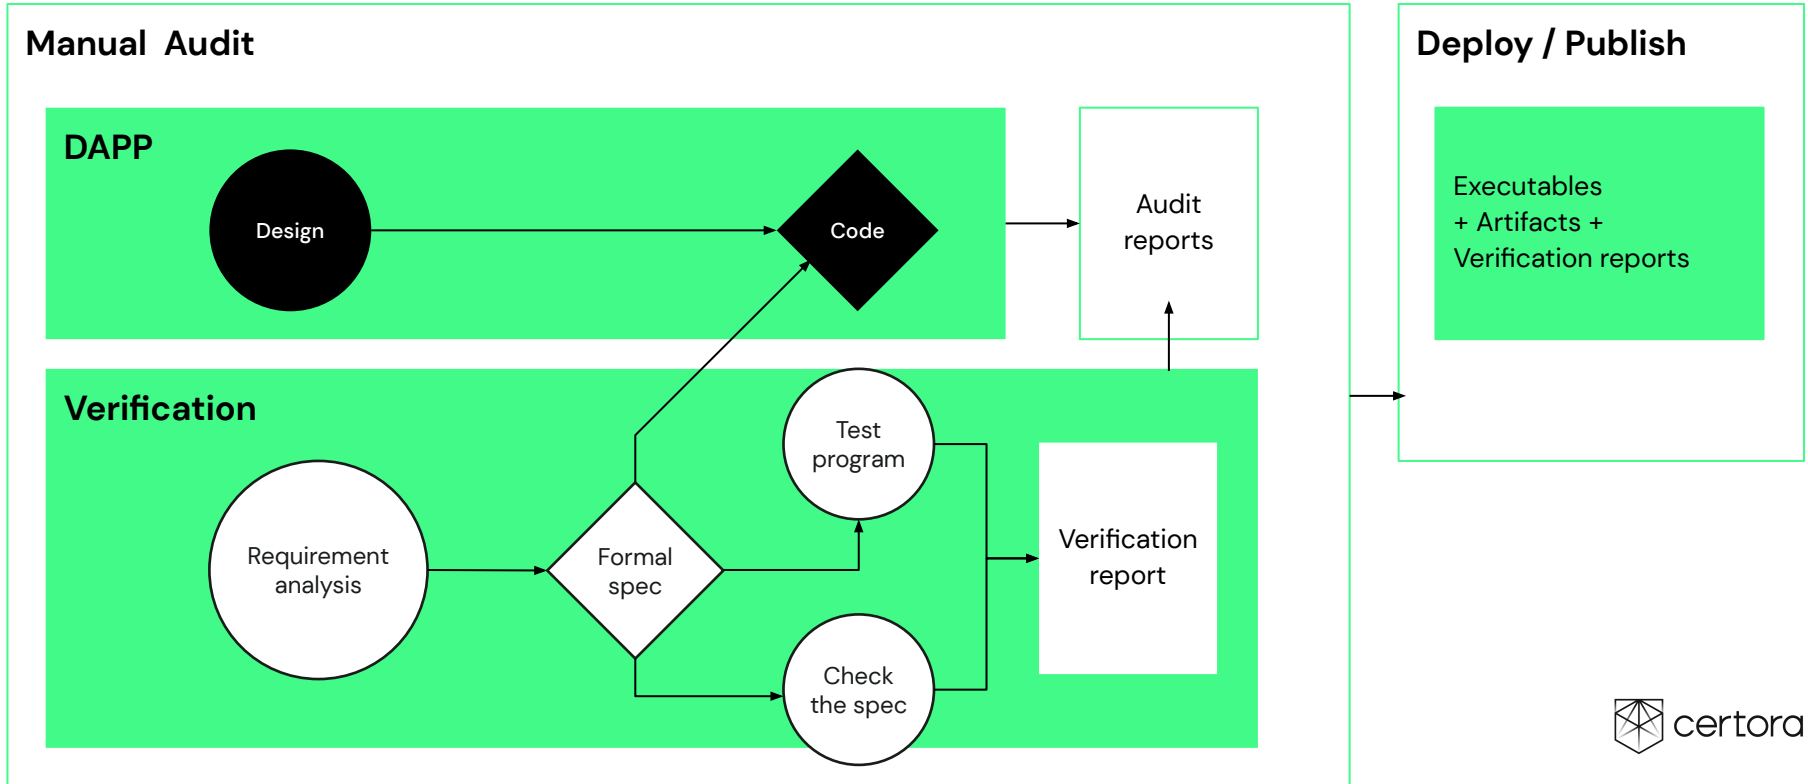 Manual Audit
Deploy / Publish
DAPP
Design
Code
Audit
reports
Executables
+ Artifacts +
Verification reports
Verification
Test
program
Requirement
analysis
Formal
spec
Verification
report
Check
the spec
certora